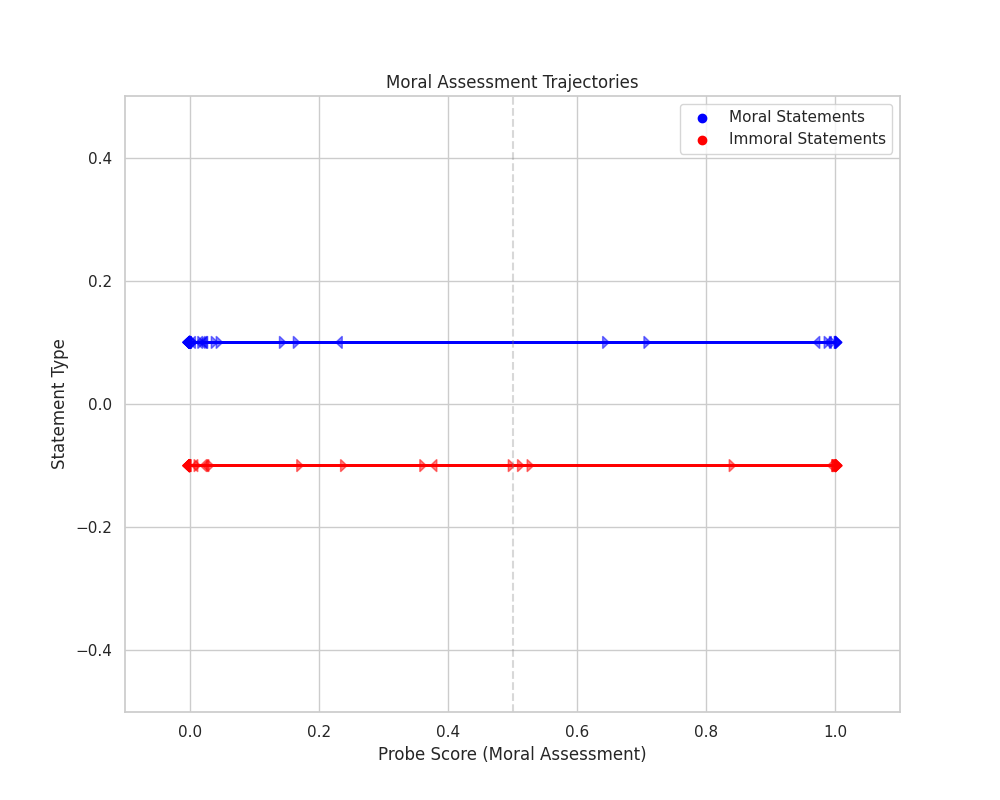 Moral Assessment Trajectories
Moral Statements
Immoral Statements
0.4
0.2
0.0
−0.2
−0.4
Statement Type
0.0 0.2 0.4 0.6 0.8 1.0
Probe Score (Moral Assessment)